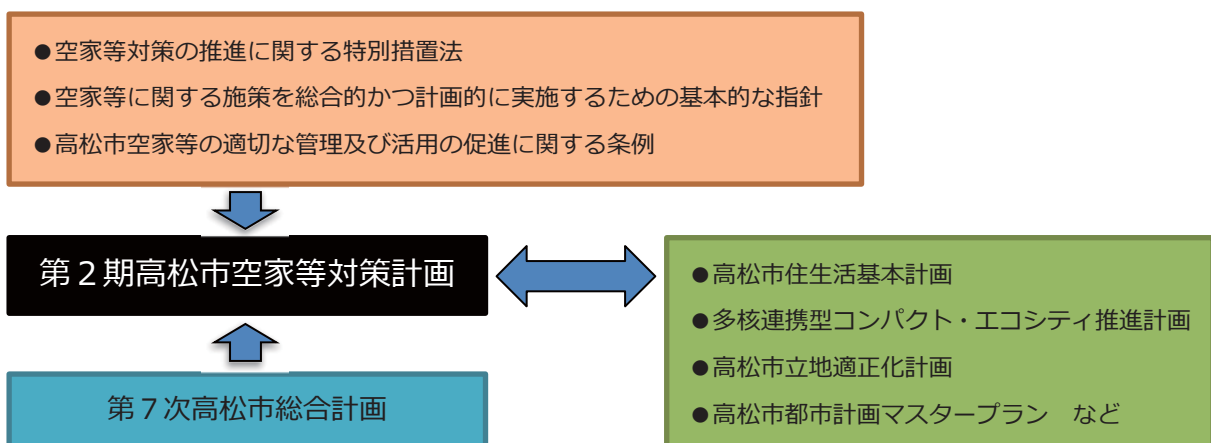 ●空家等対策の推進に関する特別措置法
●空家等に関する施策を総合的かつ計画的に実施するための基本的な指針
●高松市空家等の適切な管理及び活用の促進に関する条例
第２期高松市空家等対策計画
●高松市住生活基本計画
●多核連携型コンパクト・エコシティ推進計画
●高松市立地適正化計画
●高松市都市計画マスタープラン　など
第７次高松市総合計画